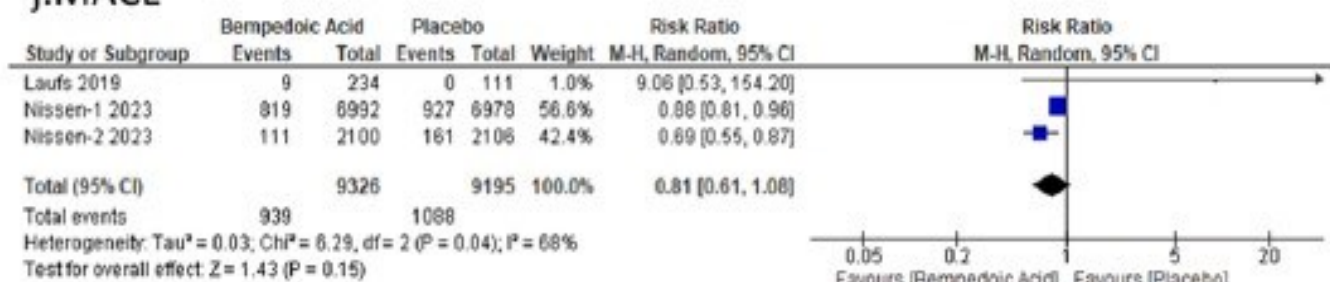 Bempedoic Acid Placebo Risk Ratio Risk Ratio
Study or Subgroup Events Total Events Total Weight M-H, Random, 95% CI M-H, Random, 95% CI
Laufs 2019 9 234 0 111 1.0% 9.06 [0.53, 154.20]
Nissen-1 2023 819 6992 927 6978 56.6% 0.88 [0.81, 0.96]
Nissen-2 2023 111 2100 161 2106 42.4% 0.69 [0.55, 0.87]
Total (95% CI) 9326 9195 100.0% 0.81 [0.61, 1.08]
Total events 939 1088
Heterogeneity: Tau² = 0.03; Chi² = 6.29, df = 2 (P = 0.04); I² = 68%
Test for overall effect: Z = 1.43 (P = 0.15)
0.05 0.2 1 5 20
Favours [Bempedoic Acid] Favours [Placebo]